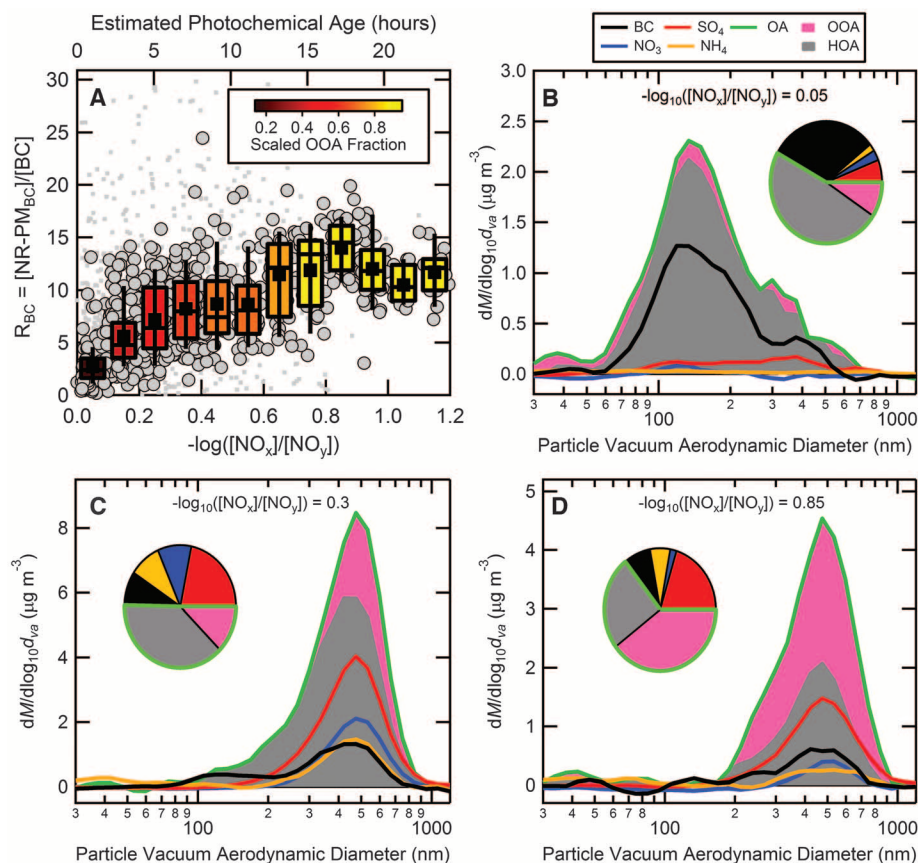 Estimated Photochemical Age (hours)
0 5 10 15 20
30
25
20
15
10
5
0
A
0.2 0.4 0.6 0.8
Scaled OOA Fraction
R_BC = [NR-PM_BC]/[BC]
0.0 0.2 0.4 0.6 0.8 1.0 1.2
-log([NO_x]/[NO_y])
BC SO_4 OA OOA
NO_3 NH_4 HOA
3.0
2.5
2.0
1.5
1.0
0.5
0.0
B
-log_10([NO_x]/[NO_y]) = 0.05
dM/dlog_10 d_va (µg m^-3)
3 4 5 6 7 8 9 2 3 4 5 6 7 8 9
100 1000
Particle Vacuum Aerodynamic Diameter (nm)
C
-log_10([NO_x]/[NO_y]) = 0.3
8
6
4
2
0
dM/dlog_10 d_va (µg m^-3)
3 4 5 6 7 8 9 2 3 4 5 6 7 8 9
100 1000
Particle Vacuum Aerodynamic Diameter (nm)
D
-log_10([NO_x]/[NO_y]) = 0.85
5
4
3
2
1
0
dM/dlog_10 d_va (µg m^-3)
3 4 5 6 7 8 9 2 3 4 5 6 7 8 9
100 1000
Particle Vacuum Aerodynamic Diameter (nm)